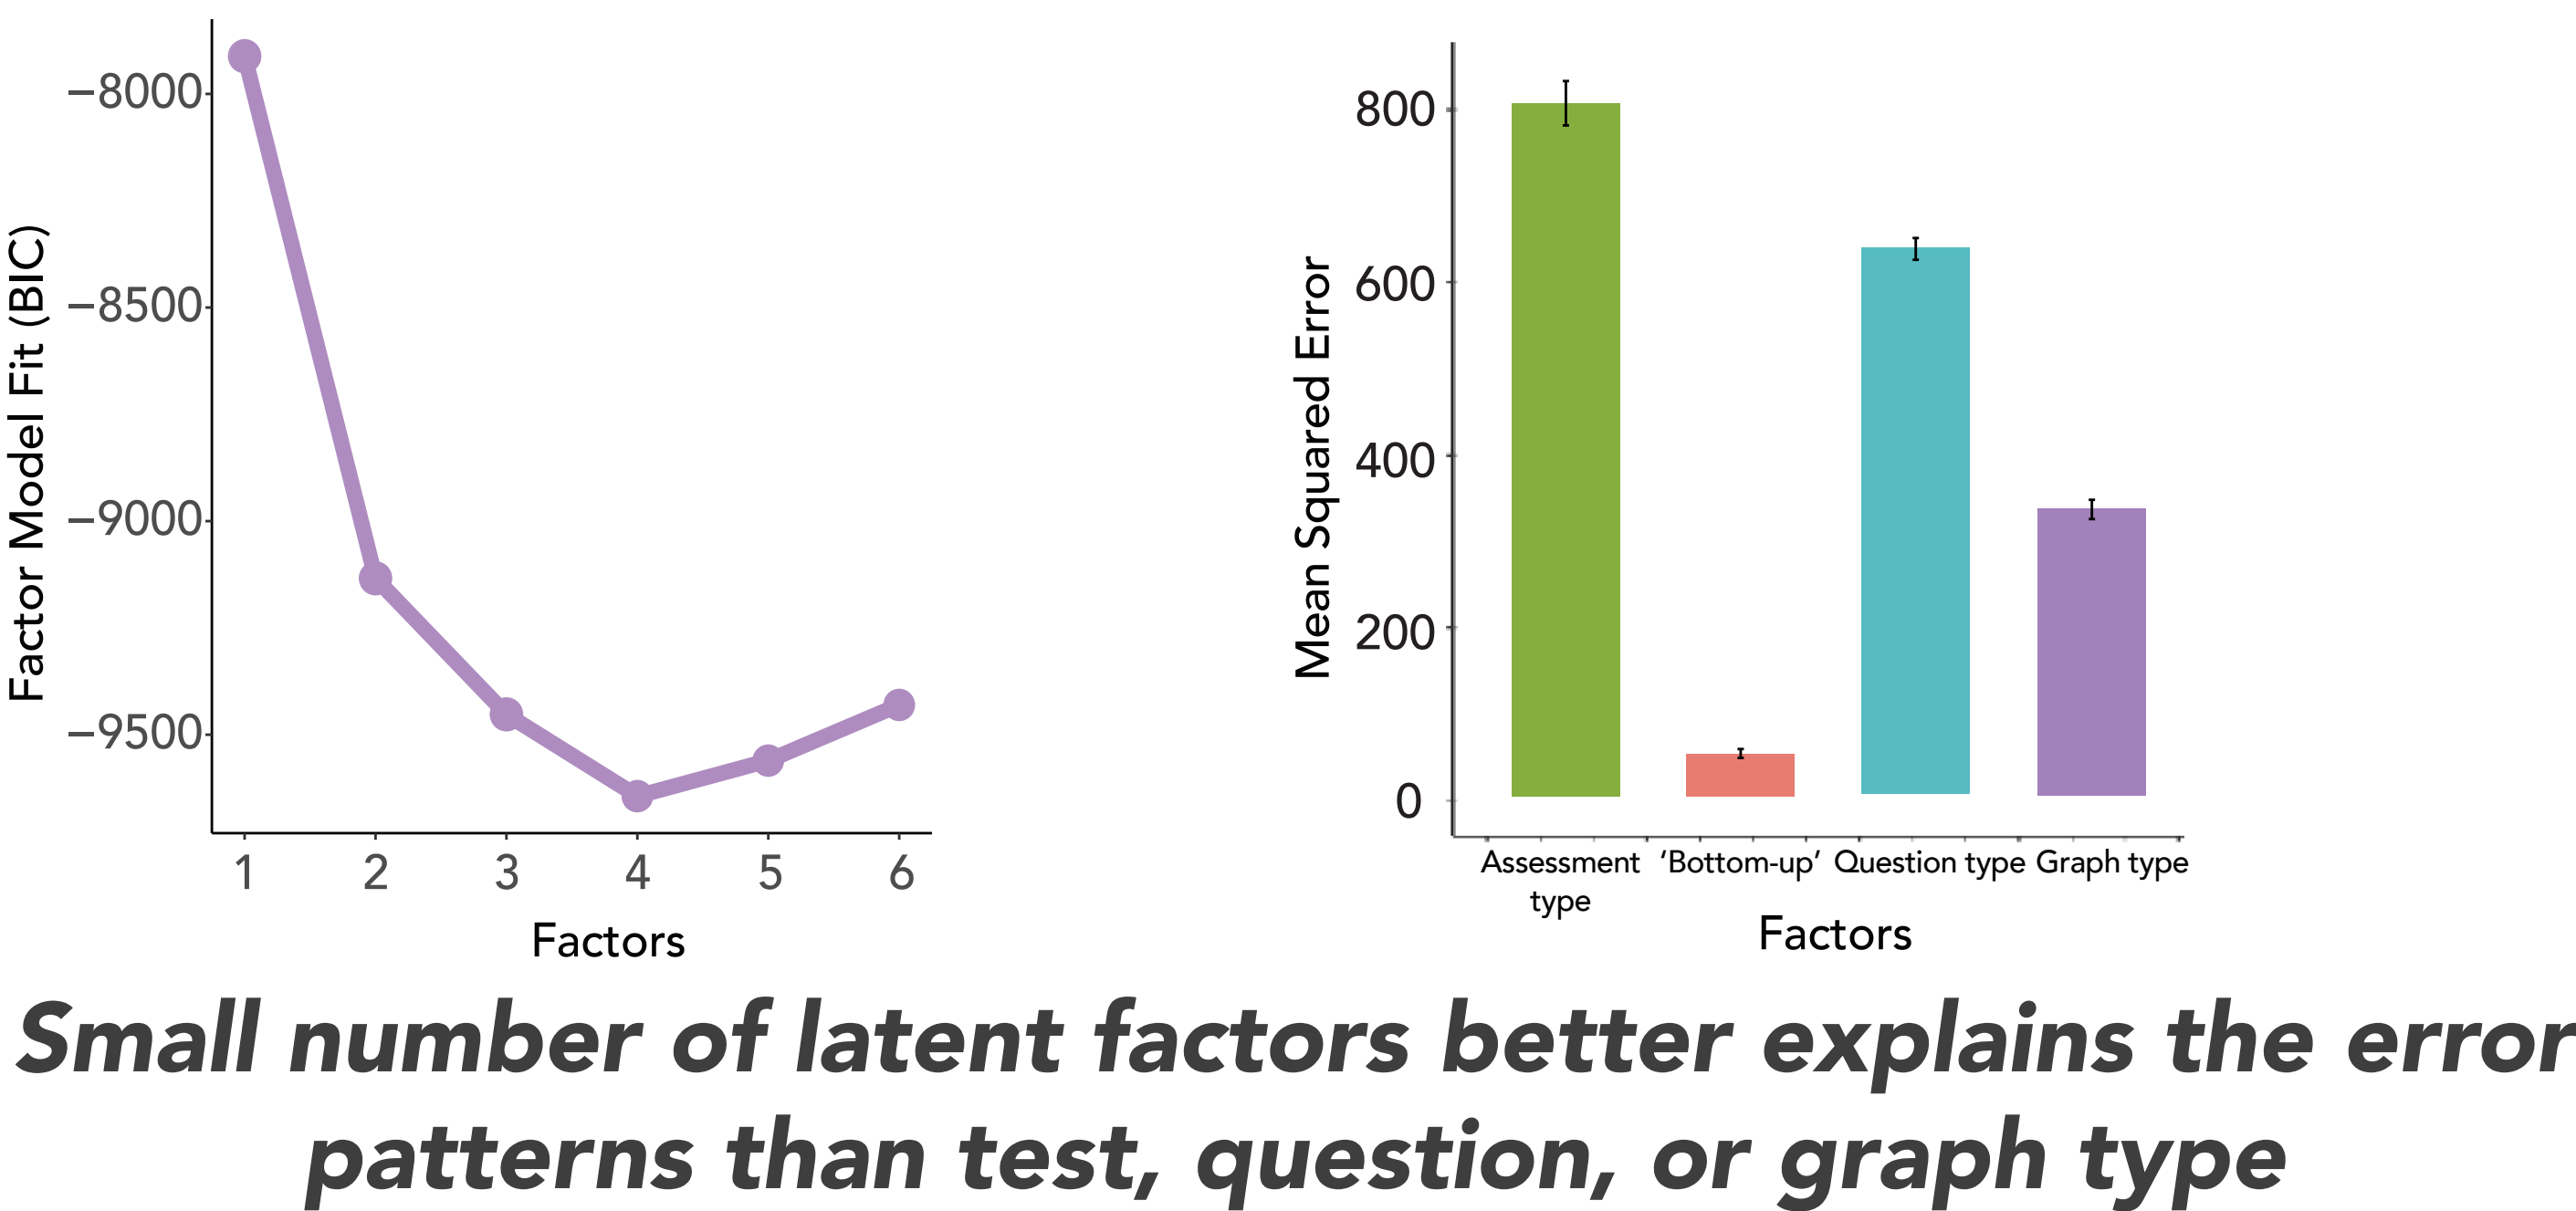 Factor Model Fit (BIC)
−8000
−8500
−9000
−9500
1 2 3 4 5 6
Factors
Mean Squared Error
800
600
400
200
0
Assessment type
‘Bottom-up’
Question type
Graph type
Factors
Small number of latent factors better explains the error
patterns than test, question, or graph type